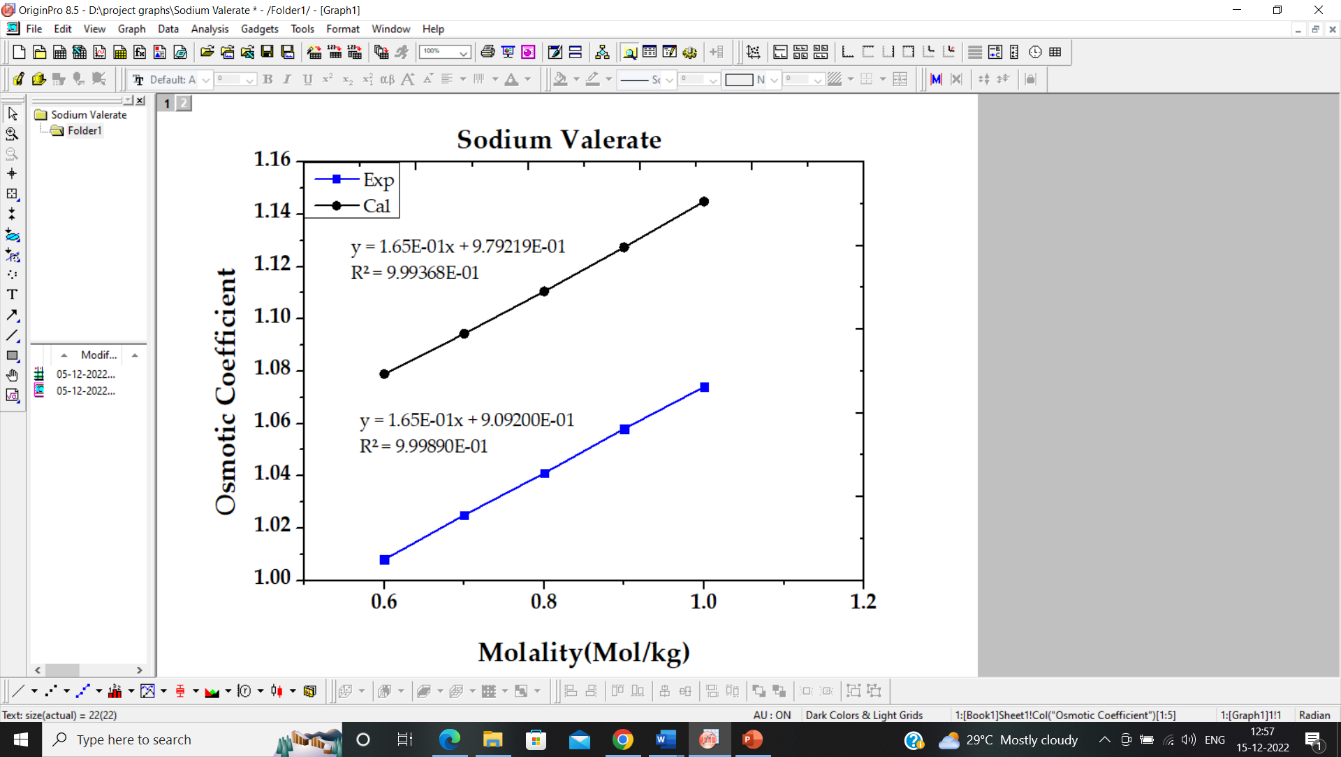 OriginPro 8.5 - D:\project graphs\Sodium Valerate * - /Folder1/ - [Graph1]
File Edit View Graph Data Analysis Gadgets Tools Format Window Help
100%
Default: A 0 B I U αβ A A A Sc 0 N 0
Sodium Valerate
Folder1
1 2
Sodium Valerate
1.16
1.14
1.12
1.10
1.08
1.06
1.04
1.02
1.00
Exp
Cal
y = 1.65E-01x + 9.79219E-01
R² = 9.99368E-01
y = 1.65E-01x + 9.09200E-01
R² = 9.99890E-01
Osmotic Coefficient
0.6 0.8 1.0 1.2
Molality(Mol/kg)
Modif...
05-12-2022...
05-12-2022...
Text: size(actual) = 22(22)
AU : ON Dark Colors & Light Grids 1:[Book1]Sheet1!Col("Osmotic Coefficient")[1:5] 1:[Graph1]1!1 Radian
Type here to search
29°C Mostly cloudy
ENG
12:57
15-12-2022
1